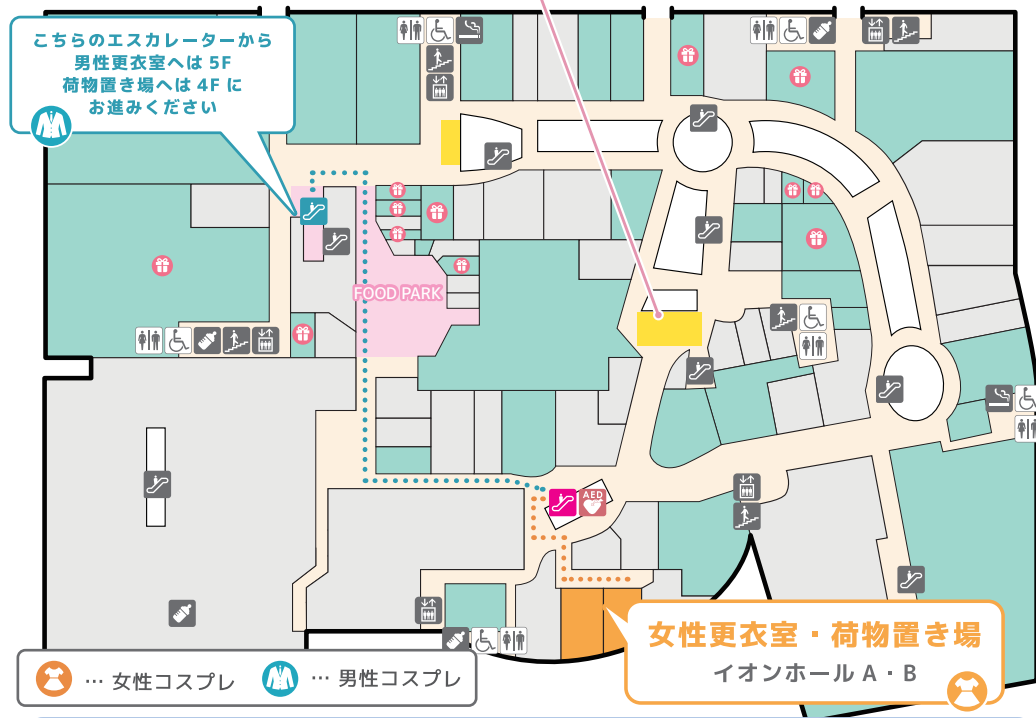 こちらのエスカレーターから
男性更衣室へは 5F
荷物置き場へは 4F に
お進みください
FOOD PARK
AED
女性更衣室・荷物置き場
イオンホール A・B
… 女性コスプレ
… 男性コスプレ